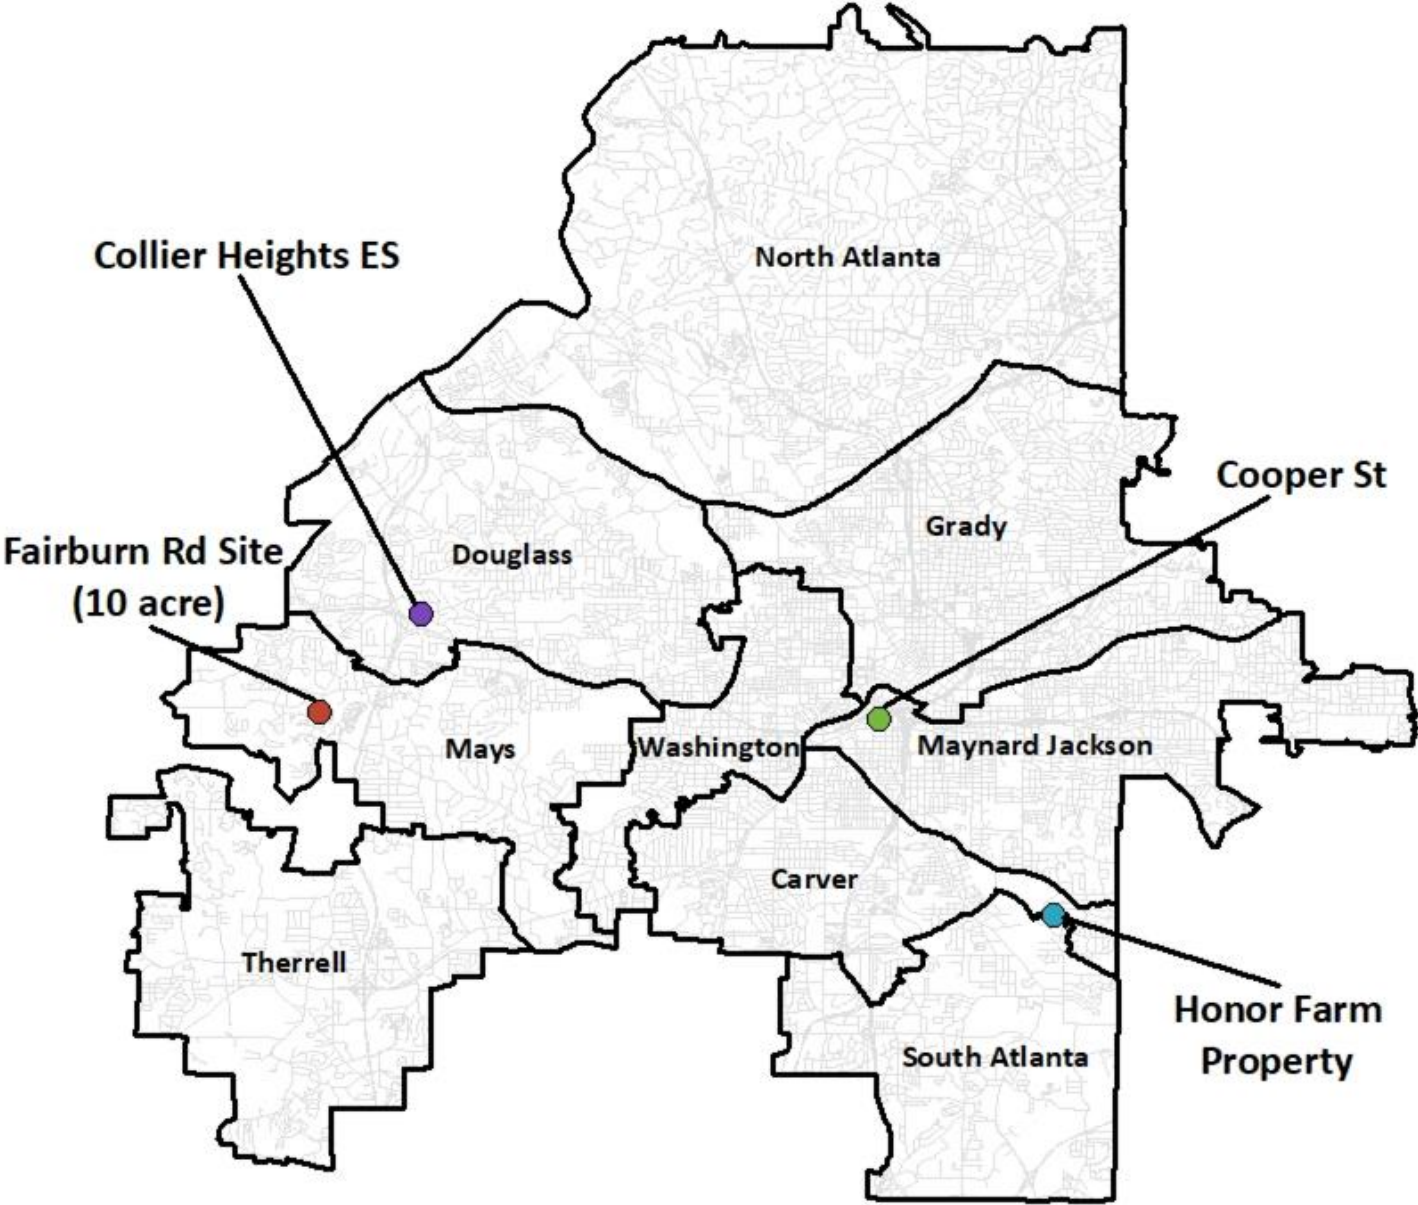 North Atlanta
Collier Heights ES
Cooper St
Grady
Fairburn Rd Site
(10 acre)
Douglass
Mays
Washington
Maynard Jackson
Carver
Therrell
Honor Farm
Property
South Atlanta